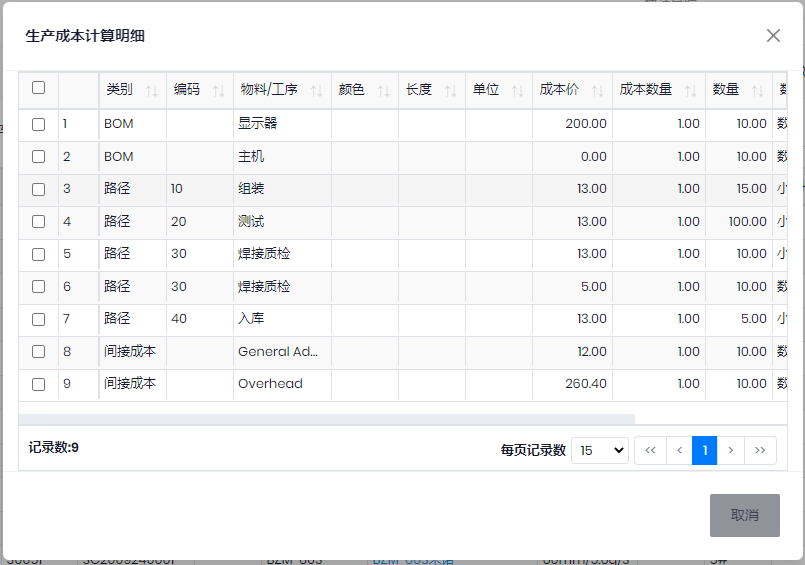 生产成本计算明细
类别 编码 物料/工序 颜色 长度 单位 成本价 成本数量 数量
1 BOM 显示器 200.00 1.00 10.00 数
2 BOM 主机 0.00 1.00 10.00 数
3 路径 10 组装 13.00 1.00 15.00 小
4 路径 20 测试 13.00 1.00 100.00 小
5 路径 30 焊接质检 13.00 1.00 10.00 小
6 路径 30 焊接质检 5.00 1.00 10.00 数
7 路径 40 入库 13.00 1.00 5.00 小
8 间接成本 General Ad... 12.00 1.00 10.00 数
9 间接成本 Overhead 260.40 1.00 10.00 数
记录数:9 每页记录数 15 << < 1 > >>
取消